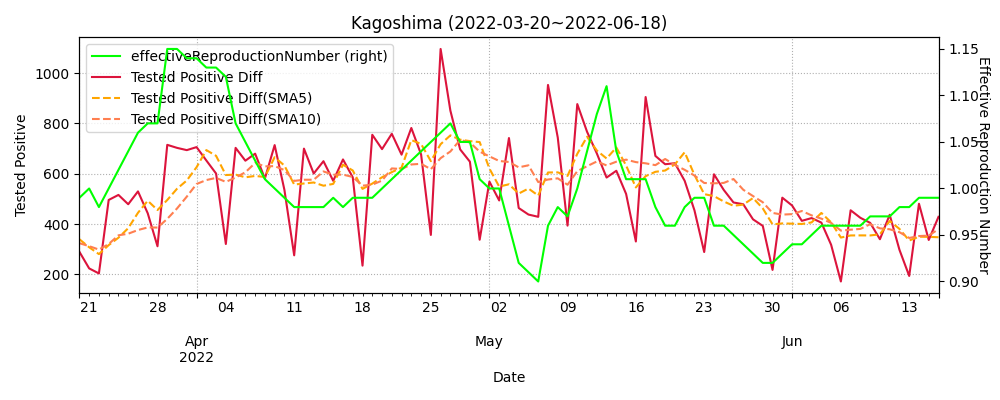 Kagoshima (2022-03-20~2022-06-18)
effectiveReproductionNumber (right)
Tested Positive Diff
Tested Positive Diff(SMA5)
Tested Positive Diff(SMA10)
Tested Positive
1000
800
600
400
200
1.15
1.10
1.05
1.00
0.95
0.90
Effective Reproduction Number
21 28 04 11 18 25 02 09 16 23 30 06 13
Apr May Jun
2022
Date